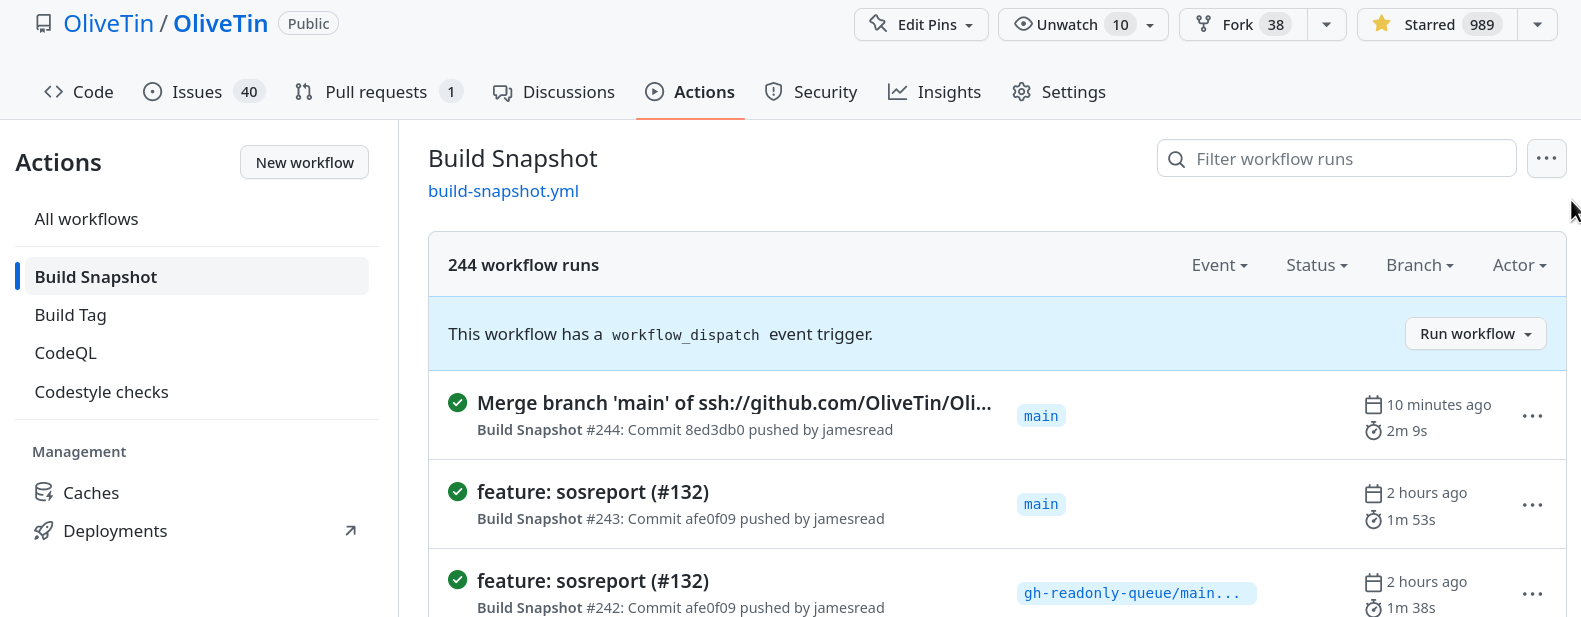 OliveTin / OliveTin Public
Edit Pins Unwatch 10 Fork 38 Starred 989
Code Issues 40 Pull requests 1 Discussions Actions Security Insights Settings
Actions
New workflow
All workflows
Build Snapshot
Build Tag
CodeQL
Codestyle checks
Management
Caches
Deployments
Build Snapshot
build-snapshot.yml
Filter workflow runs
244 workflow runs
Event Status Branch Actor
This workflow has a workflow_dispatch event trigger.
Run workflow
Merge branch 'main' of ssh://github.com/OliveTin/Oli...
Build Snapshot #244: Commit 8ed3db0 pushed by jamesread
main
10 minutes ago
2m 9s
feature: sosreport (#132)
Build Snapshot #243: Commit afe0f09 pushed by jamesread
main
2 hours ago
1m 53s
feature: sosreport (#132)
Build Snapshot #242: Commit afe0f09 pushed by jamesread
gh-readonly-queue/main...
2 hours ago
1m 38s